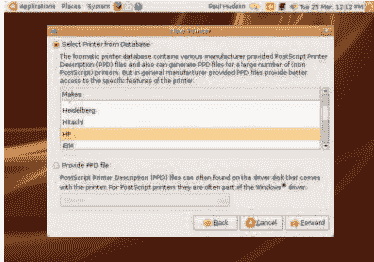 Applications Places System Paul Hudson Tue 25 Mar, 12:12 PM
Select Printer from Database
The foomatic printer database contains various manufacturer provided PostScript Printer
Description (PPD) files and also can generate PPD files for a large number of (non
PostScript) printers. But in general manufacturer provided PPD files provide better
access to the specific features of the printer.
Makes
Heidelberg
Hitachi
HP
IBM
Provide PPD file
PostScript Printer Description (PPD) files can often found on the driver disk that comes
with the printer. For PostScript printers they are often part of the Windows® driver.
Back Cancel Forward